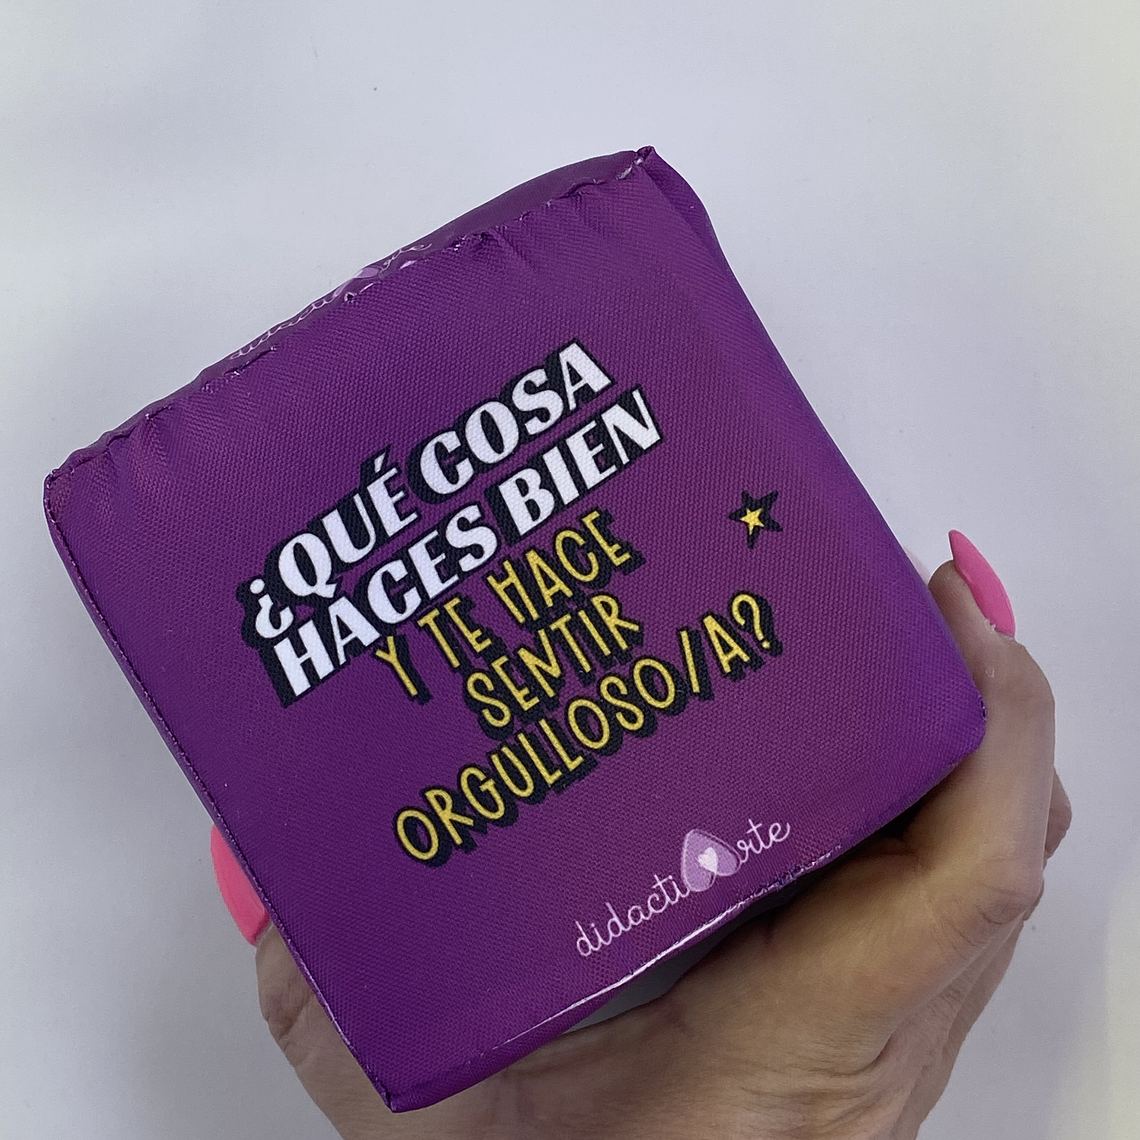 ¿QUÉ COSA
HACES BIEN
Y TE HACE
SENTIR
ORGULLOSO/A?
didactiArte